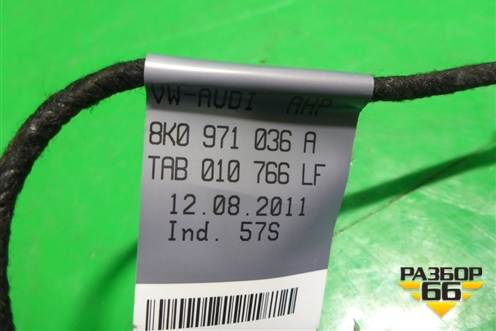 VW-AUDI AHP
8K0 971 036 A
TAB 010 766 LF
12.08.2011
Ind. 57S
РАЗБОР
66